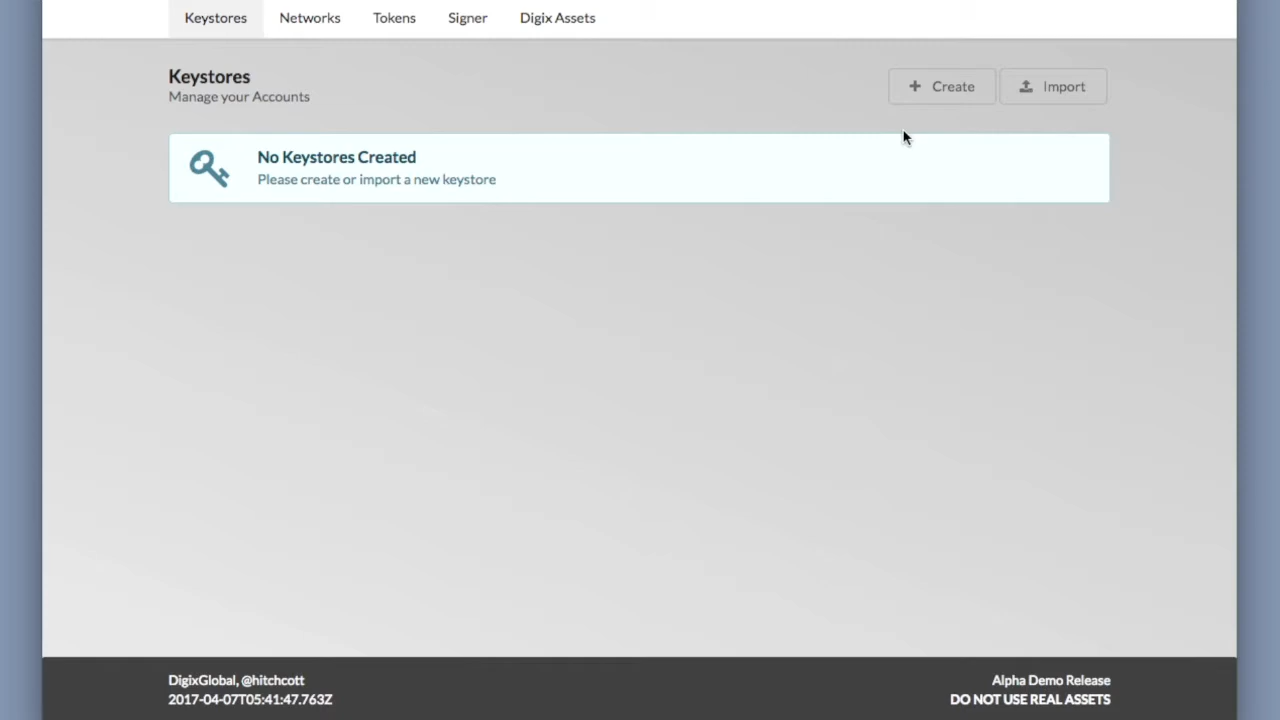 Keystores Networks Tokens Signer Digix Assets
Keystores
Manage your Accounts
Create Import
No Keystores Created
Please create or import a new keystore
DigixGlobal, @hitchcott
2017-04-07T05:41:47.763Z
Alpha Demo Release
DO NOT USE REAL ASSETS